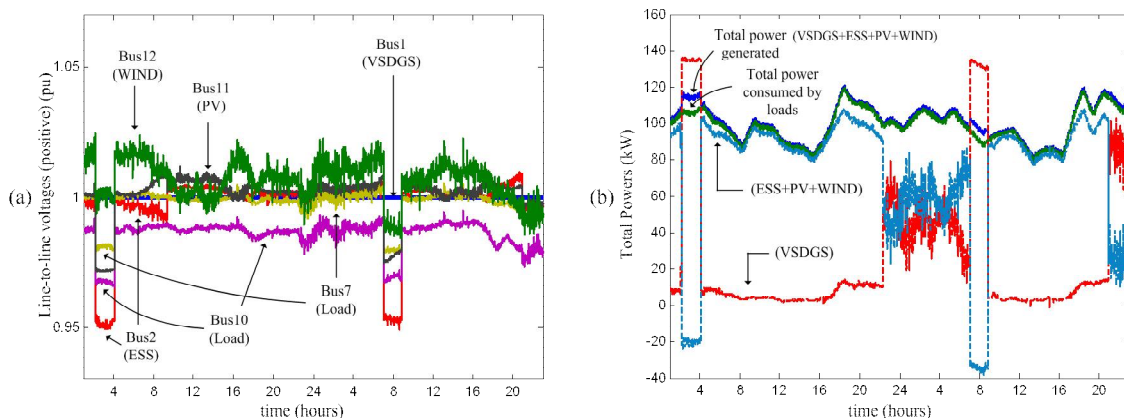 (a)
Line-to-line voltages (positive) (pu)
1.05
1
0.95
0.9
Bus12
(WIND)
Bus11
(PV)
Bus1
(VSDGS)
Bus2
(ESS)
Bus10
(Load)
Bus7
(Load)
4 8 12 16 20 24 4 8 12 16 20
time (hours)
(b)
Total Powers (kW)
160
140
120
100
80
60
40
20
0
-20
-40
Total power (VSDGS+ESS+PV+WIND)
generated
Total power
consumed by
loads
(ESS+PV+WIND)
(VSDGS)
4 8 12 16 20 24 4 8 12 16 20
time (hours)